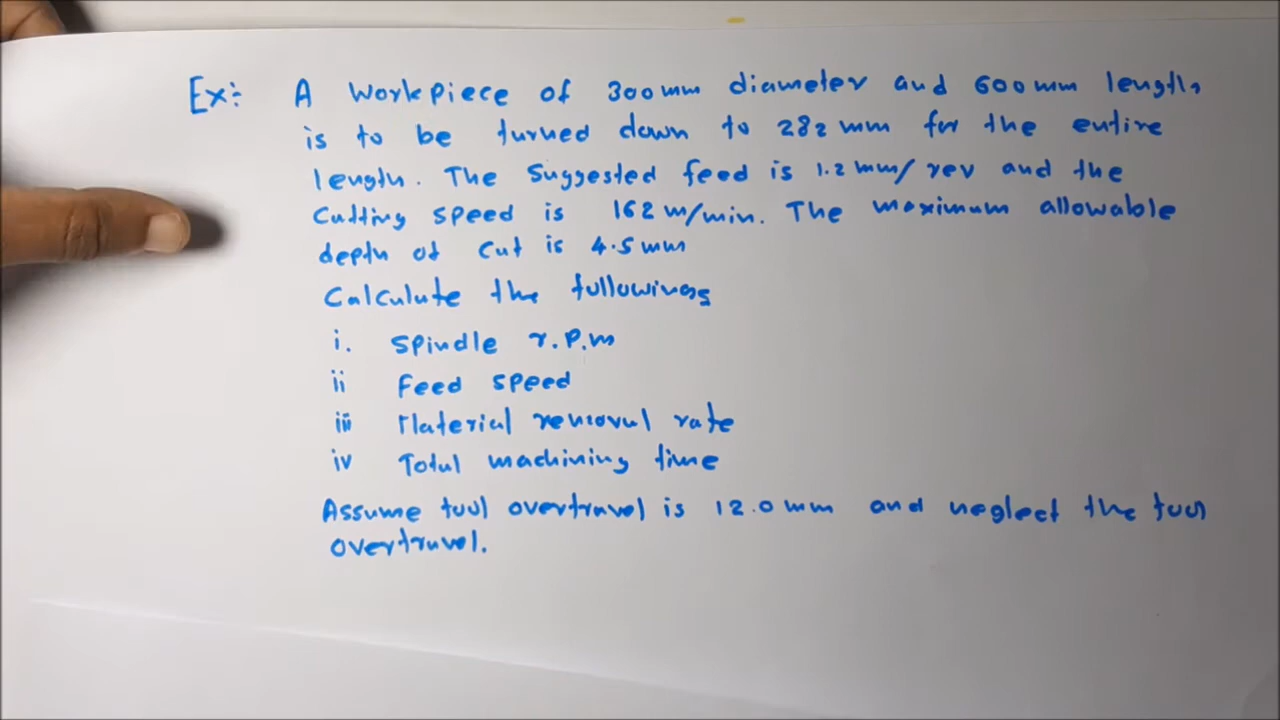 Ex:- A workpiece of 300mm diameter and 600mm length
is to be turned down to 282mm for the entire
length. The suggested feed is 1.2mm/rev and the
cutting speed is 162m/min. The maximum allowable
depth of cut is 4.5mm
Calculate the followings
i. Spindle r.p.m
ii Feed speed
iii Material removal rate
iv Total machining time
Assume tool overtravel is 12.0mm and neglect the tool
overtravel.